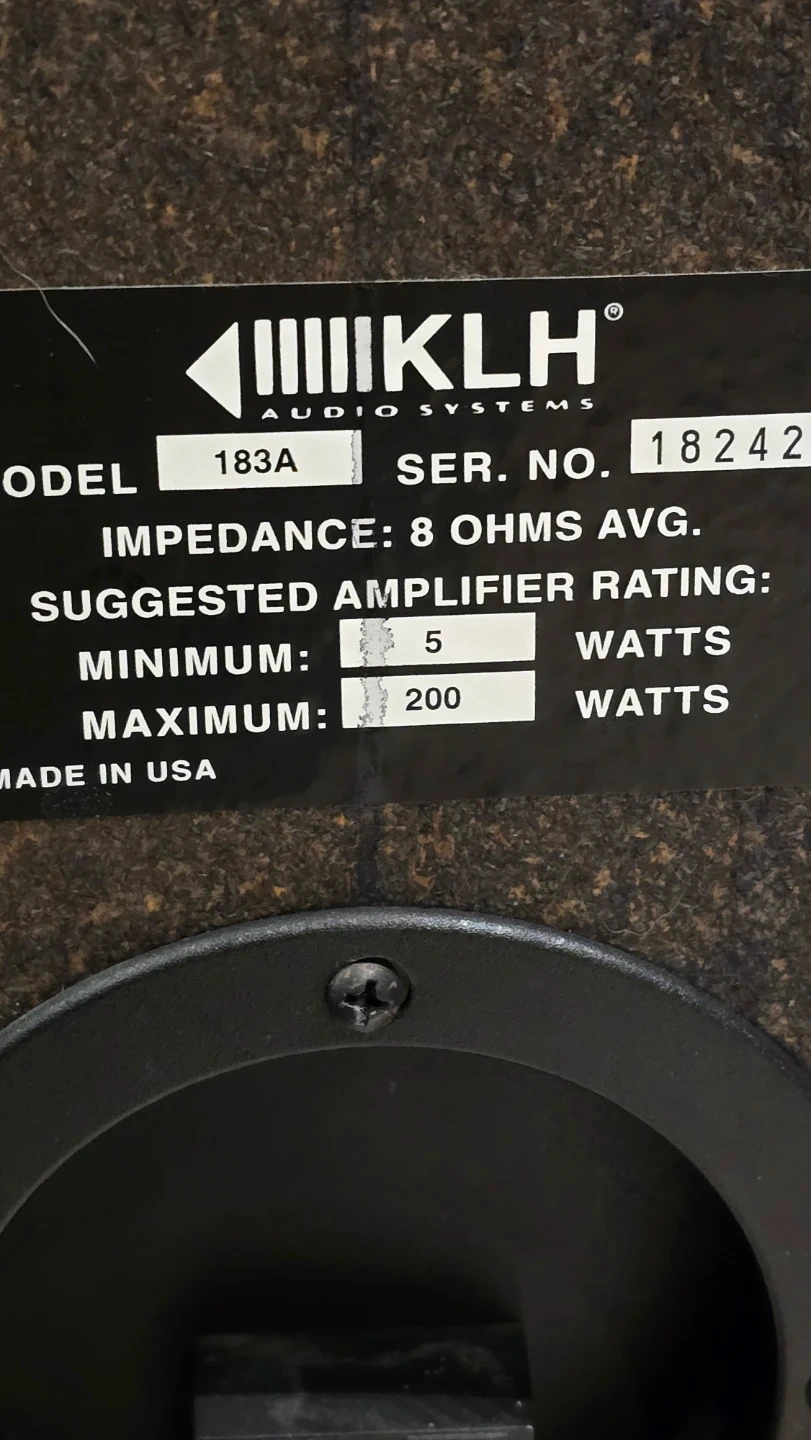 KLH®
AUDIO SYSTEMS
ODEL 183A SER. NO. 18242
IMPEDANCE: 8 OHMS AVG.
SUGGESTED AMPLIFIER RATING:
MINIMUM: 5 WATTS
MAXIMUM: 200 WATTS
MADE IN USA